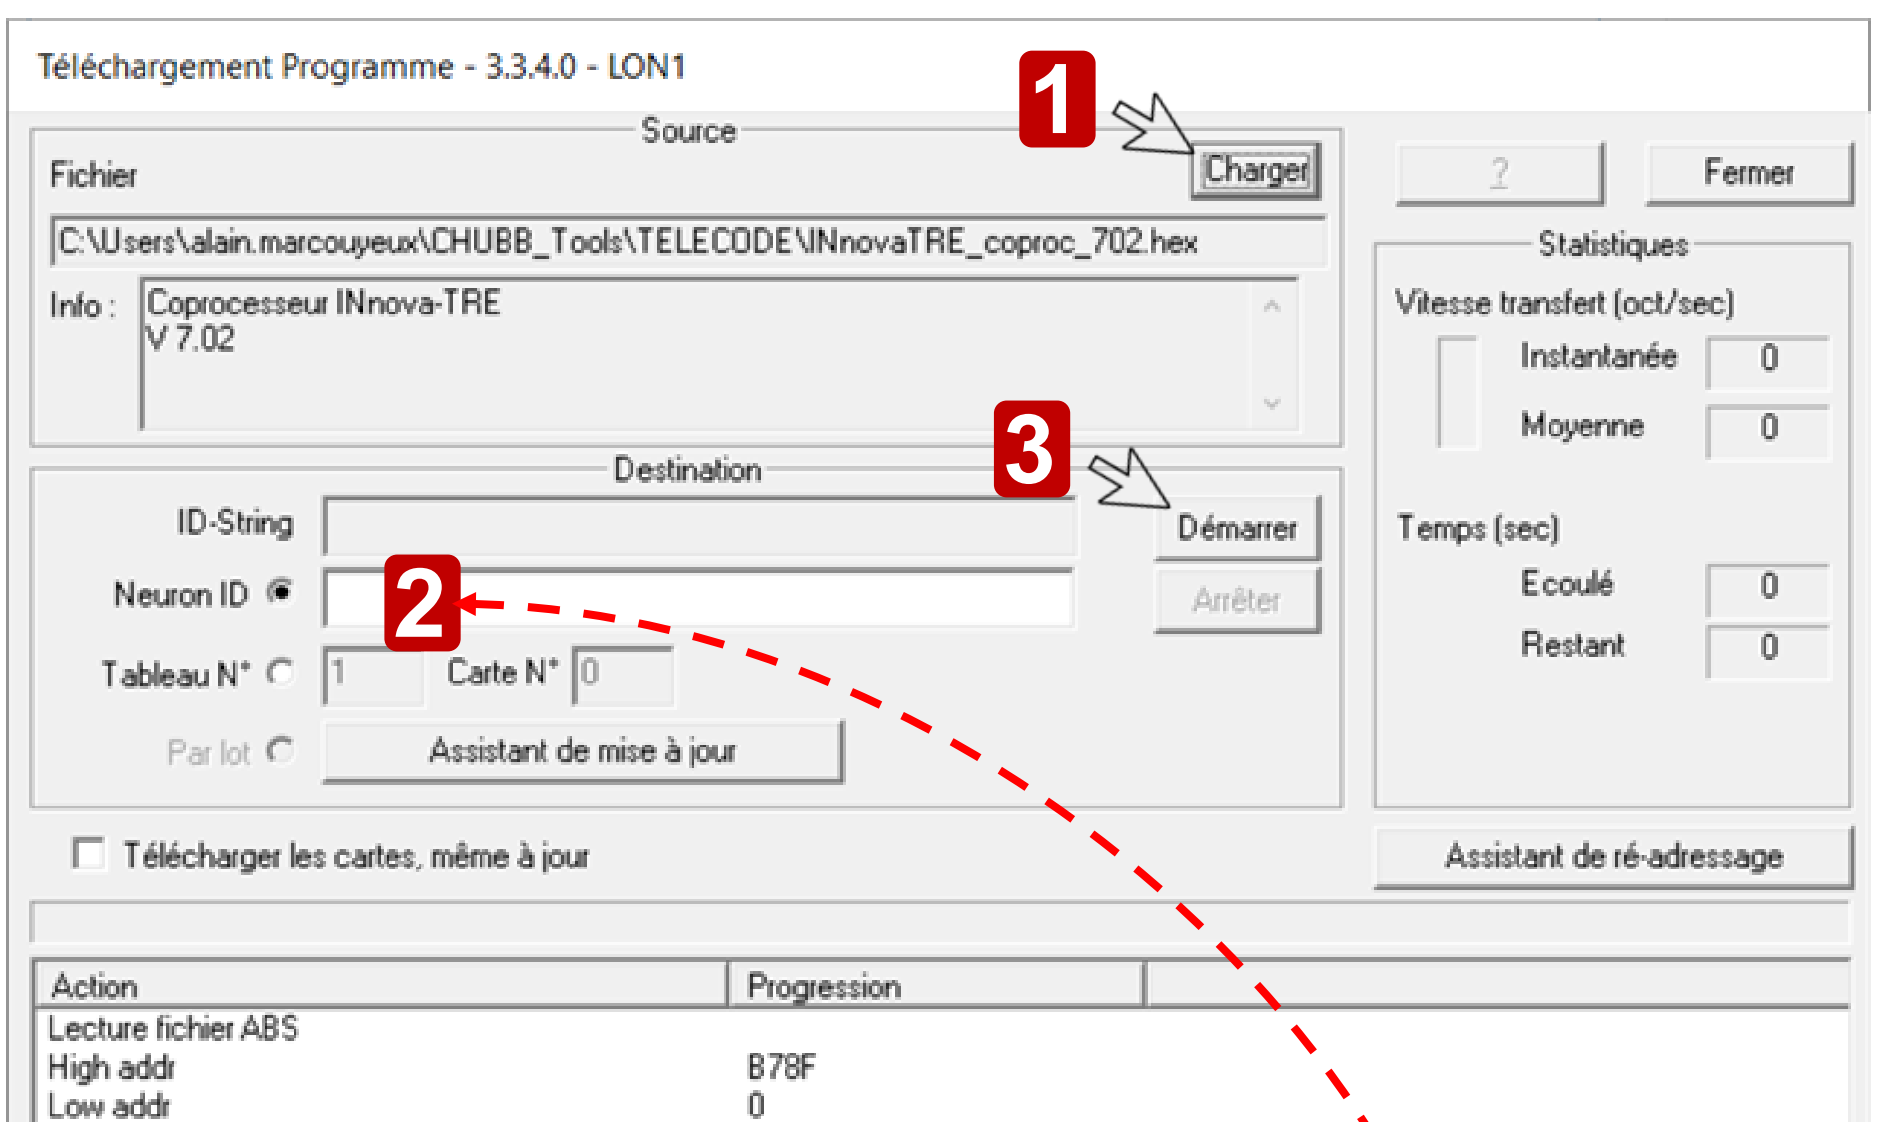 Téléchargement Programme - 3.3.4.0 - LON1
1
Source
Fichier
Charger
?
Fermer
C:\Users\alain.marcouyeux\CHUBB_Tools\TELECODE\INnovaTRE_coproc_702.hex
Statistiques
Info :
Coprocesseur INnova-TRE
V 7.02
Vitesse transfert (oct/sec)
Instantanée 0
Moyenne 0
3
Destination
ID-String
Démarrer
Temps (sec)
Neuron ID
2
Arrêter
Ecoulé 0
Restant 0
Tableau N° 1 Carte N° 0
Par lot
Assistant de mise à jour
Télécharger les cartes, même à jour
Assistant de ré-adressage
Action Progression
Lecture fichier ABS
High addr B78F
Low addr 0